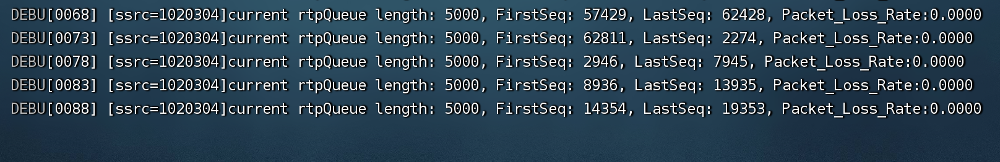 DEBU[0068] [ssrc=1020304]current rtpQueue length: 5000, FirstSeq: 57429, LastSeq: 62428, Packet_Loss_Rate:0.0000
DEBU[0073] [ssrc=1020304]current rtpQueue length: 5000, FirstSeq: 62811, LastSeq: 2274, Packet_Loss_Rate:0.0000
DEBU[0078] [ssrc=1020304]current rtpQueue length: 5000, FirstSeq: 2946, LastSeq: 7945, Packet_Loss_Rate:0.0000
DEBU[0083] [ssrc=1020304]current rtpQueue length: 5000, FirstSeq: 8936, LastSeq: 13935, Packet_Loss_Rate:0.0000
DEBU[0088] [ssrc=1020304]current rtpQueue length: 5000, FirstSeq: 14354, LastSeq: 19353, Packet_Loss_Rate:0.0000